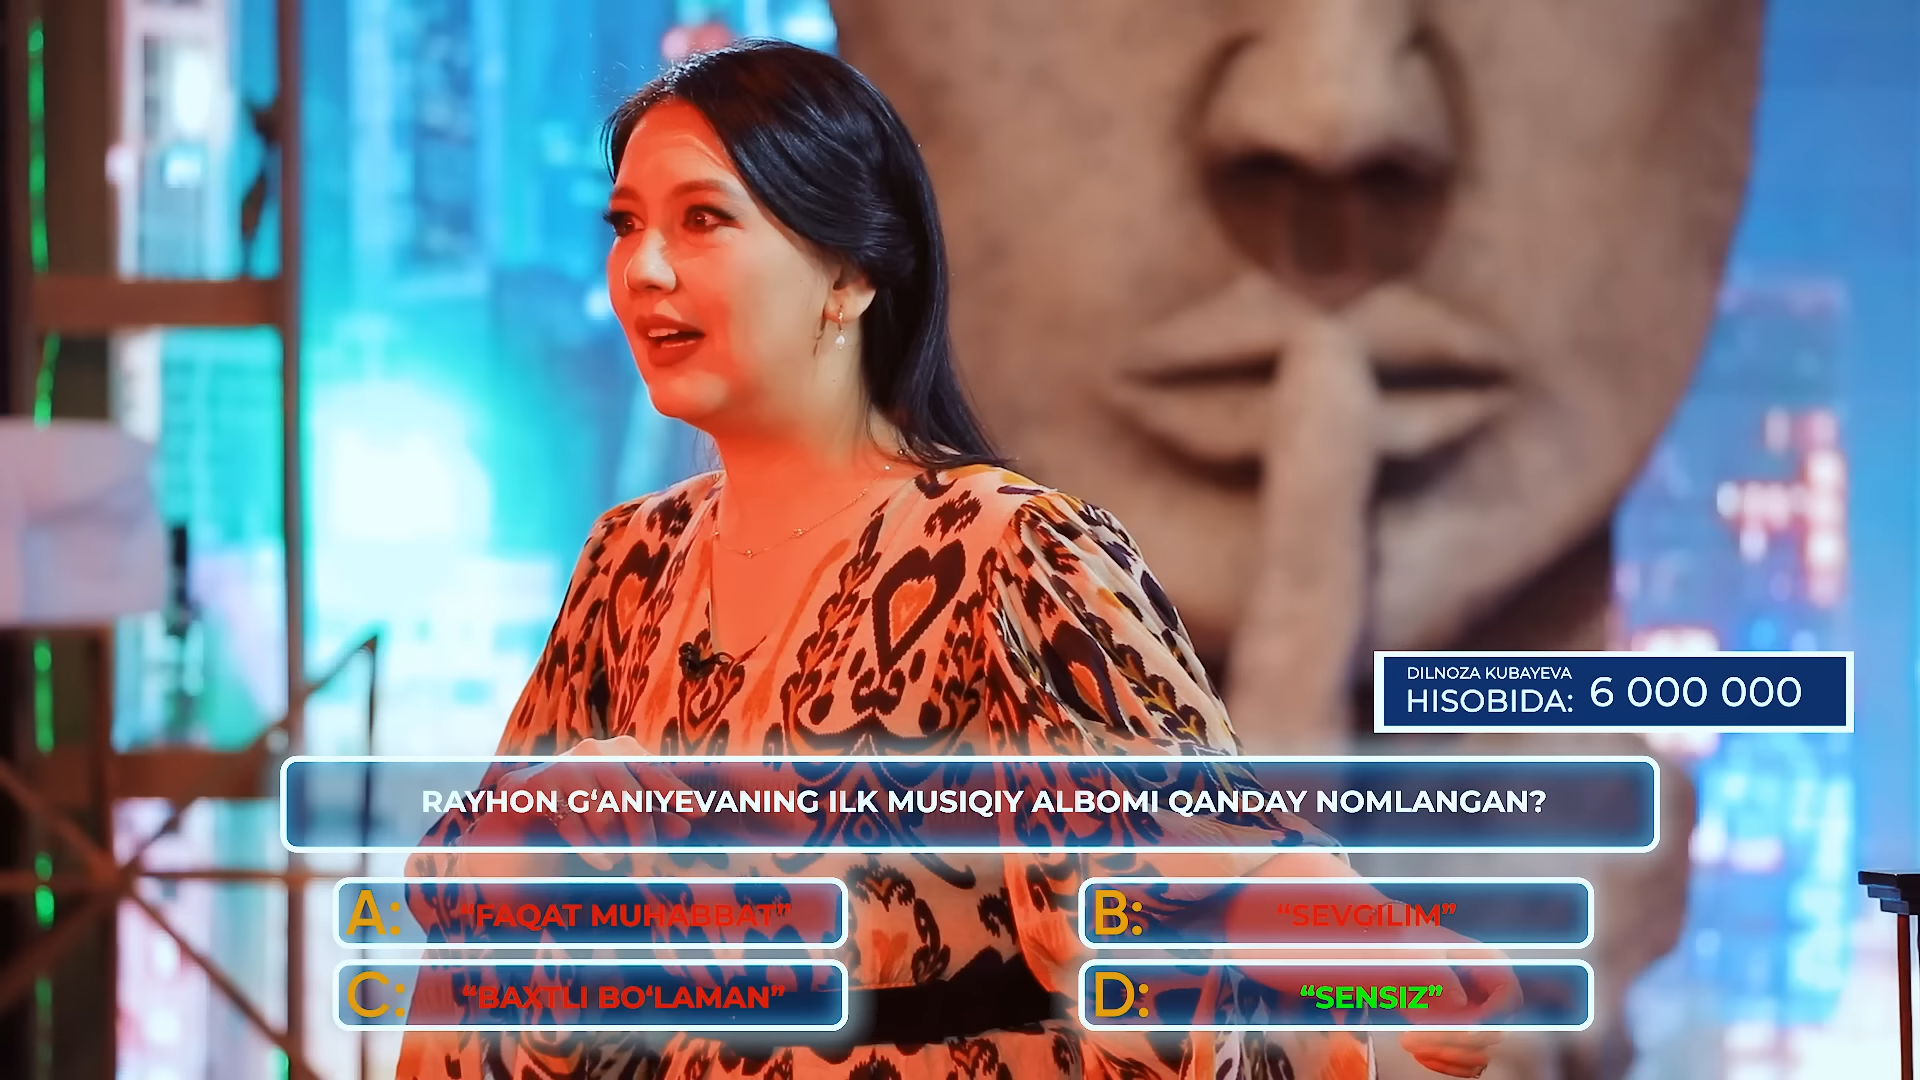 DILNOZA KUBAYEVA
HISOBIDA: 6 000 000
RAYHON G‘ANIYEVANING ILK MUSIQIY ALBOMI QANDAY NOMLANGAN?
A: “FAQAT MUHABBAT”
B: “SEVGILIM”
C: “BAXTLI BO‘LAMAN”
D: “SENSIZ”